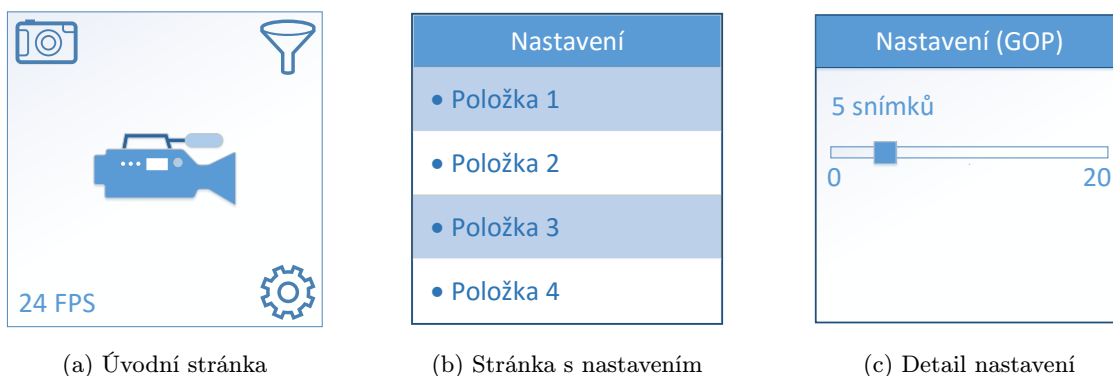 24 FPS
(a) Úvodní stránka
Nastavení
• Položka 1
• Položka 2
• Položka 3
• Položka 4
(b) Stránka s nastavením
Nastavení (GOP)
5 snímků
0 20
(c) Detail nastavení